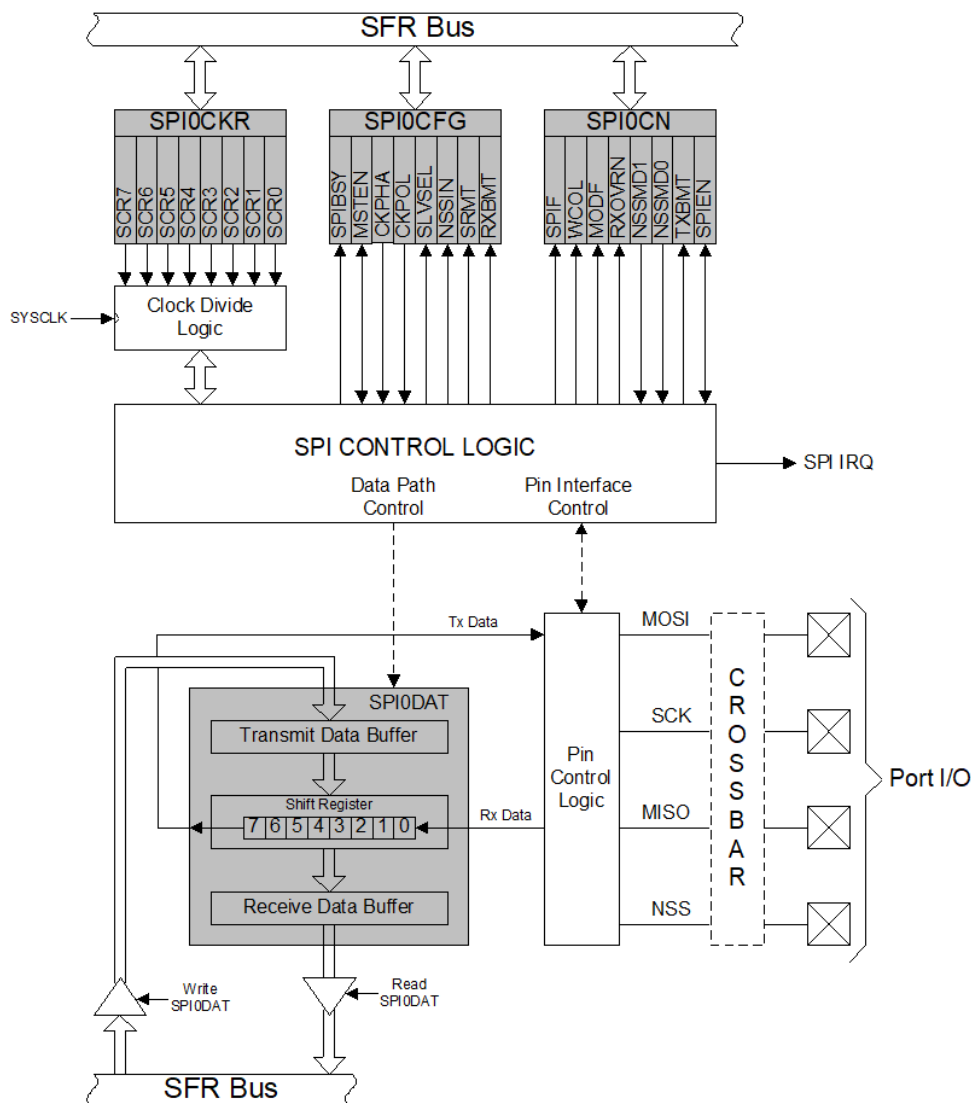 SFR Bus
SPI0CKR
SPI0CFG
SPI0CN
SCR7
SCR6
SCR5
SCR4
SCR3
SCR2
SCR1
SCR0
SPIBSY
MSTEN
CKPHA
CKPOL
SLVSEL
NSSIN
SRMT
RXBMT
SPIF
WCOL
MODF
RXOVRN
NSSMD1
NSSMD0
TXBMT
SPIEN
SYSCLK
Clock Divide
Logic
SPI CONTROL LOGIC
SPI IRQ
Data Path
Control
Pin Interface
Control
Tx Data
MOSI
SPI0DAT
Transmit Data Buffer
SCK
Shift Register
7 6 5 4 3 2 1 0
Rx Data
Pin
Control
Logic
MISO
Receive Data Buffer
NSS
CROSSBAR
Port I/O
Write
SPI0DAT
Read
SPI0DAT
SFR Bus